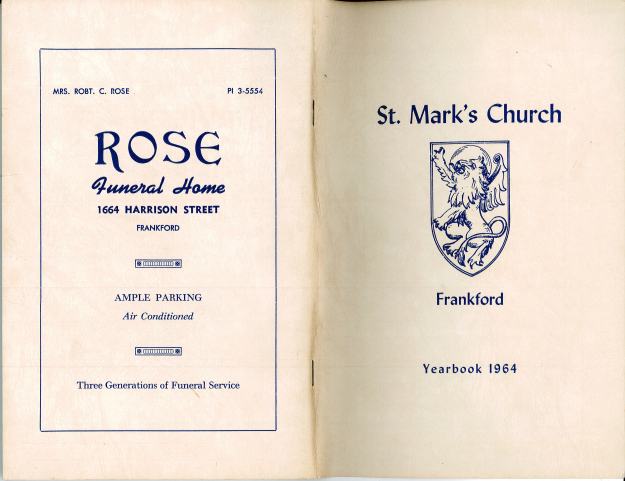 MRS. ROBT. C. ROSE PI 3-5554
ROSE
Funeral Home
1664 HARRISON STREET
FRANKFORD
AMPLE PARKING
Air Conditioned
Three Generations of Funeral Service
St. Mark's Church
Frankford
Yearbook 1964